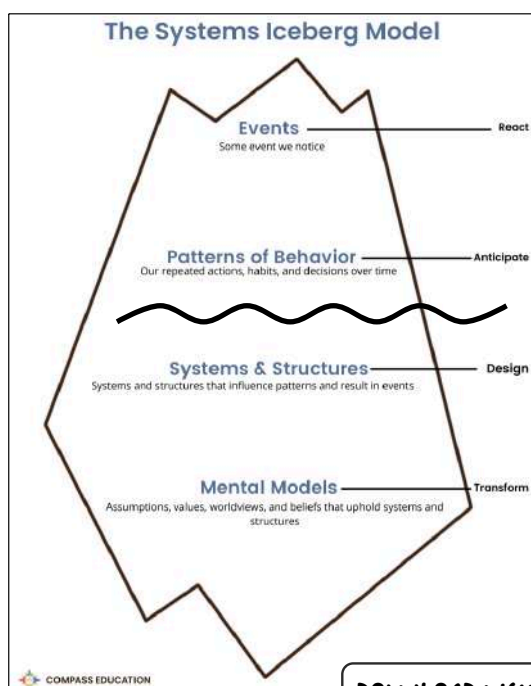 The Systems Iceberg Model
Events
React
Some event we notice
Patterns of Behavior
Anticipate
Our repeated actions, habits, and decisions over time
Systems & Structures
Design
Systems and structures that influence patterns and result in events
Mental Models
Transform
Assumptions, values, worldviews, and beliefs that uphold systems and
structures
COMPASS EDUCATION